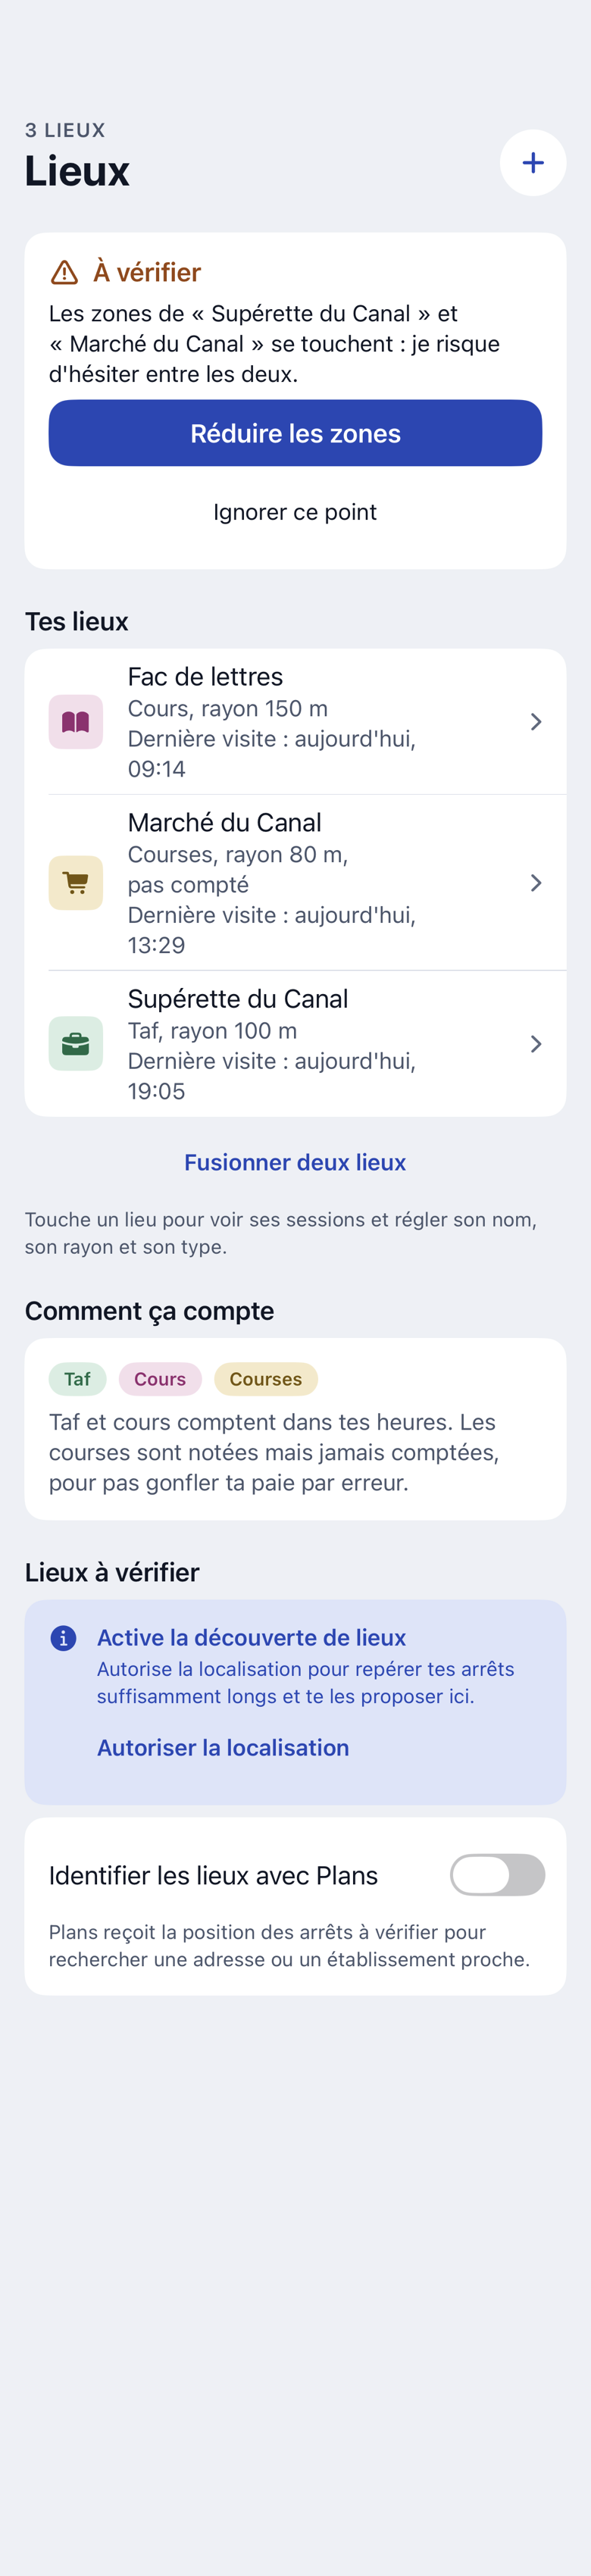 3 LIEUX
Lieux
À vérifier
Les zones de « Supérette du Canal » et
« Marché du Canal » se touchent : je risque
d'hésiter entre les deux.
Réduire les zones
Ignorer ce point
Tes lieux
Fac de lettres
Cours, rayon 150 m
Dernière visite : aujourd'hui,
09:14
Marché du Canal
Courses, rayon 80 m,
pas compté
Dernière visite : aujourd'hui,
13:29
Supérette du Canal
Taf, rayon 100 m
Dernière visite : aujourd'hui,
19:05
Fusionner deux lieux
Touche un lieu pour voir ses sessions et régler son nom,
son rayon et son type.
Comment ça compte
Taf Cours Courses
Taf et cours comptent dans tes heures. Les
courses sont notées mais jamais comptées,
pour pas gonfler ta paie par erreur.
Lieux à vérifier
Active la découverte de lieux
Autorise la localisation pour repérer tes arrêts
suffisamment longs et te les proposer ici.
Autoriser la localisation
Identifier les lieux avec Plans
Plans reçoit la position des arrêts à vérifier pour
rechercher une adresse ou un établissement proche.